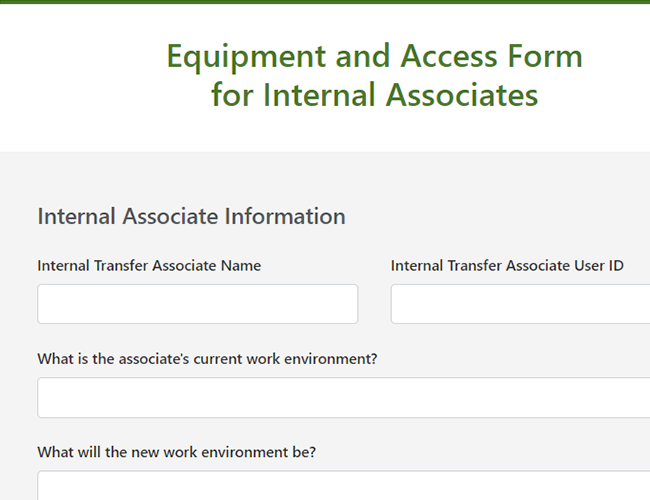 Equipment and Access Form
for Internal Associates
Internal Associate Information
Internal Transfer Associate Name
Internal Transfer Associate User ID
What is the associate's current work environment?
What will the new work environment be?